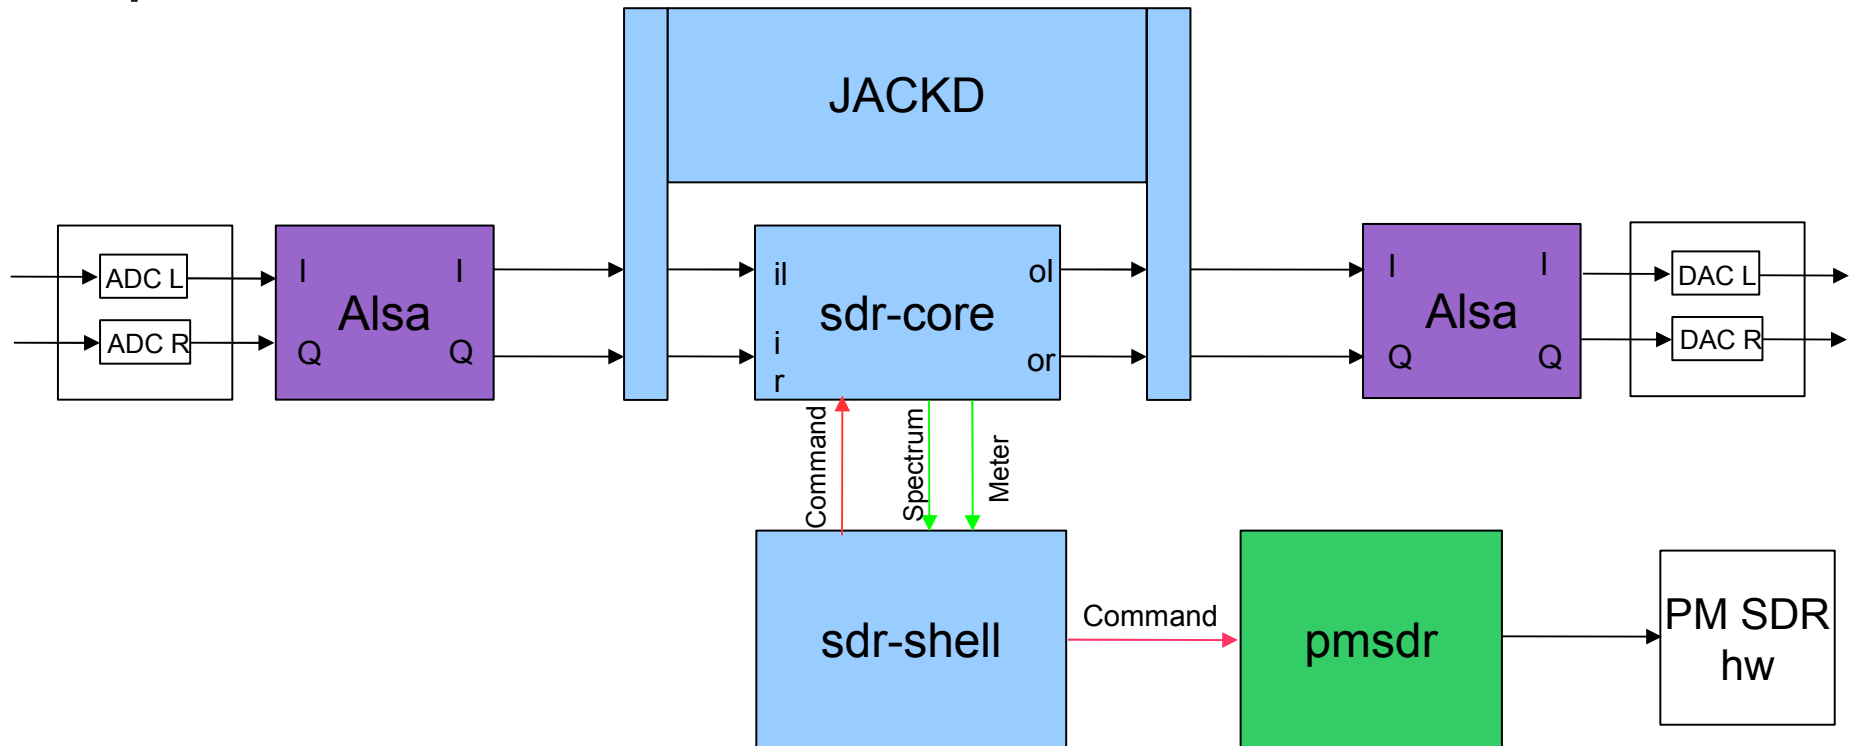 JACKD
ADC L
ADC R
I
I
Alsa
Q
Q
il
ol
sdr-core
i
r
or
I
I
Alsa
Q
Q
DAC L
DAC R
Command
Spectrum
Meter
sdr-shell
Command
pmsdr
PM SDR
hw